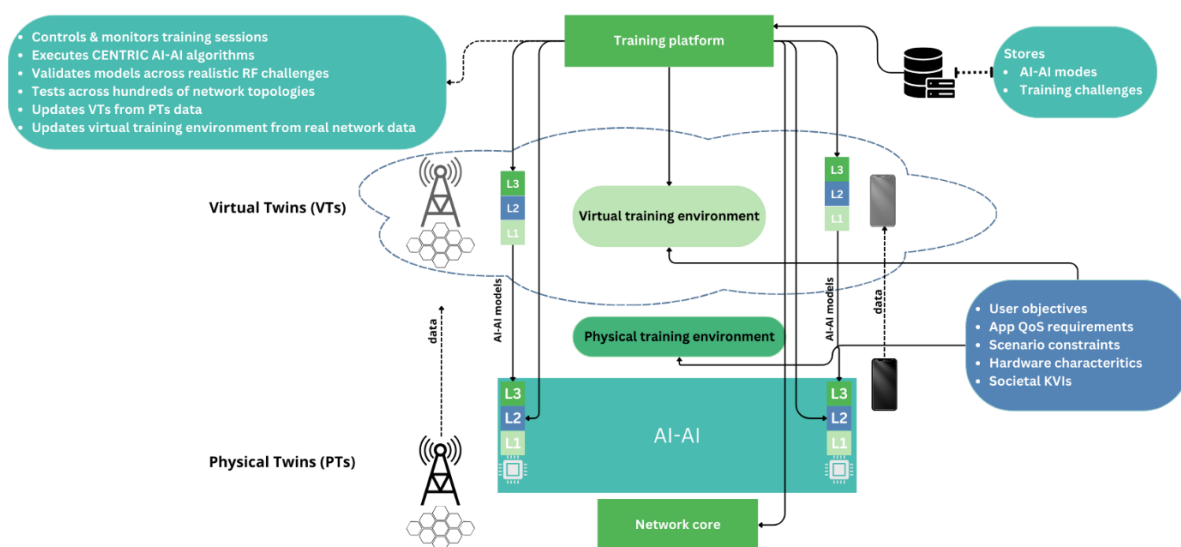 Controls & monitors training sessions
Executes CENTRIC AI-AI algorithms
Validates models across realistic RF challenges
Tests across hundreds of network topologies
Updates VTs from PTs data
Updates virtual training environment from real network data
Training platform
Stores
AI-AI modes
Training challenges
L3
L2
L1
L3
L2
L1
Virtual Twins (VTs)
Virtual training environment
AI-AI models
AI-AI models
data
data
User objectives
App QoS requirements
Scenario constraints
Hardware characteritics
Societal KVIs
Physical training environment
L3
L2
L1
AI-AI
L3
L2
L1
Physical Twins (PTs)
Network core